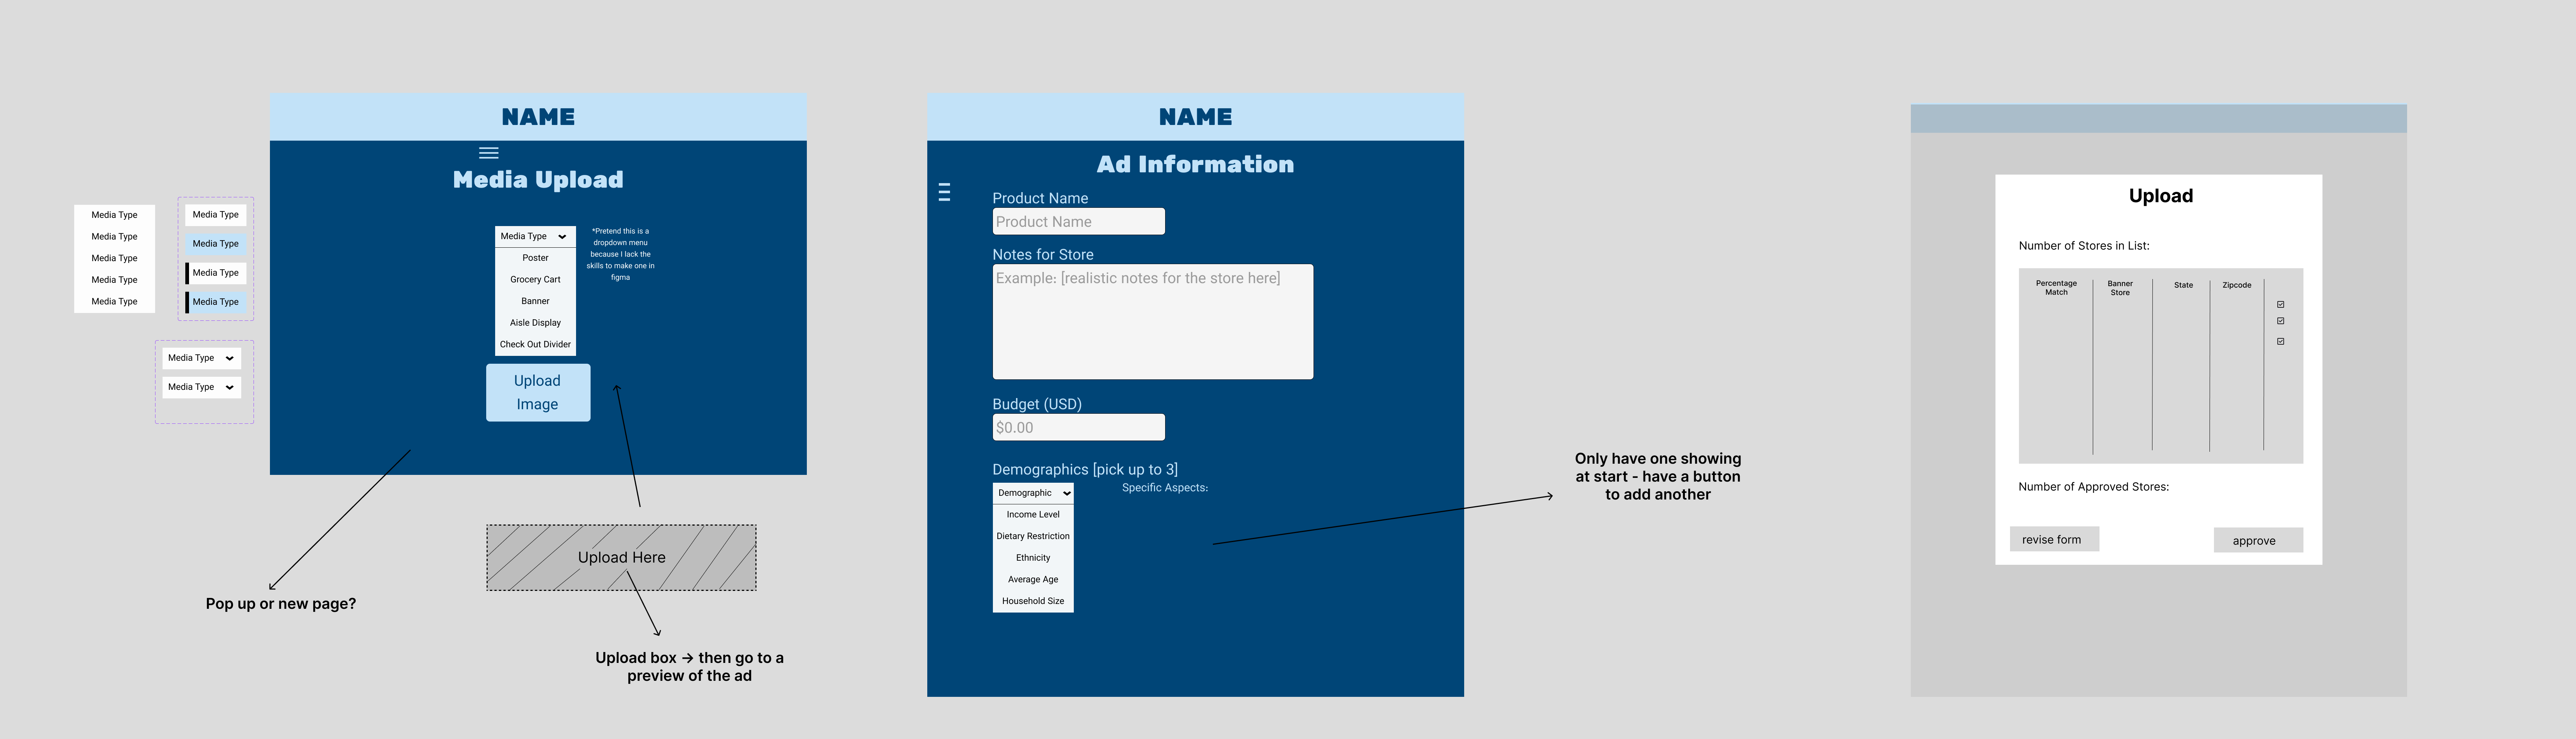 Media Type
Media Type
Media Type
Media Type
Media Type
Media Type
Media Type
Media Type
Media Type
Media Type
Media Type
NAME
Media Upload
Media Type
Poster
Grocery Cart
Banner
Aisle Display
Check Out Divider
*Pretend this is a
dropdown menu
because I lack the
skills to make one in
figma
Upload
Image
Pop up or new page?
Upload Here
Upload box → then go to a
preview of the ad
NAME
Ad Information
Product Name
Product Name
Notes for Store
Example: [realistic notes for the store here]
Budget (USD)
$0.00
Demographics [pick up to 3]
Demographic
Specific Aspects:
Income Level
Dietary Restriction
Ethnicity
Average Age
Household Size
Only have one showing
at start - have a button
to add another
Upload
Number of Stores in List:
Percentage
Match
Banner
Store
State
Zipcode
Number of Approved Stores:
revise form
approve